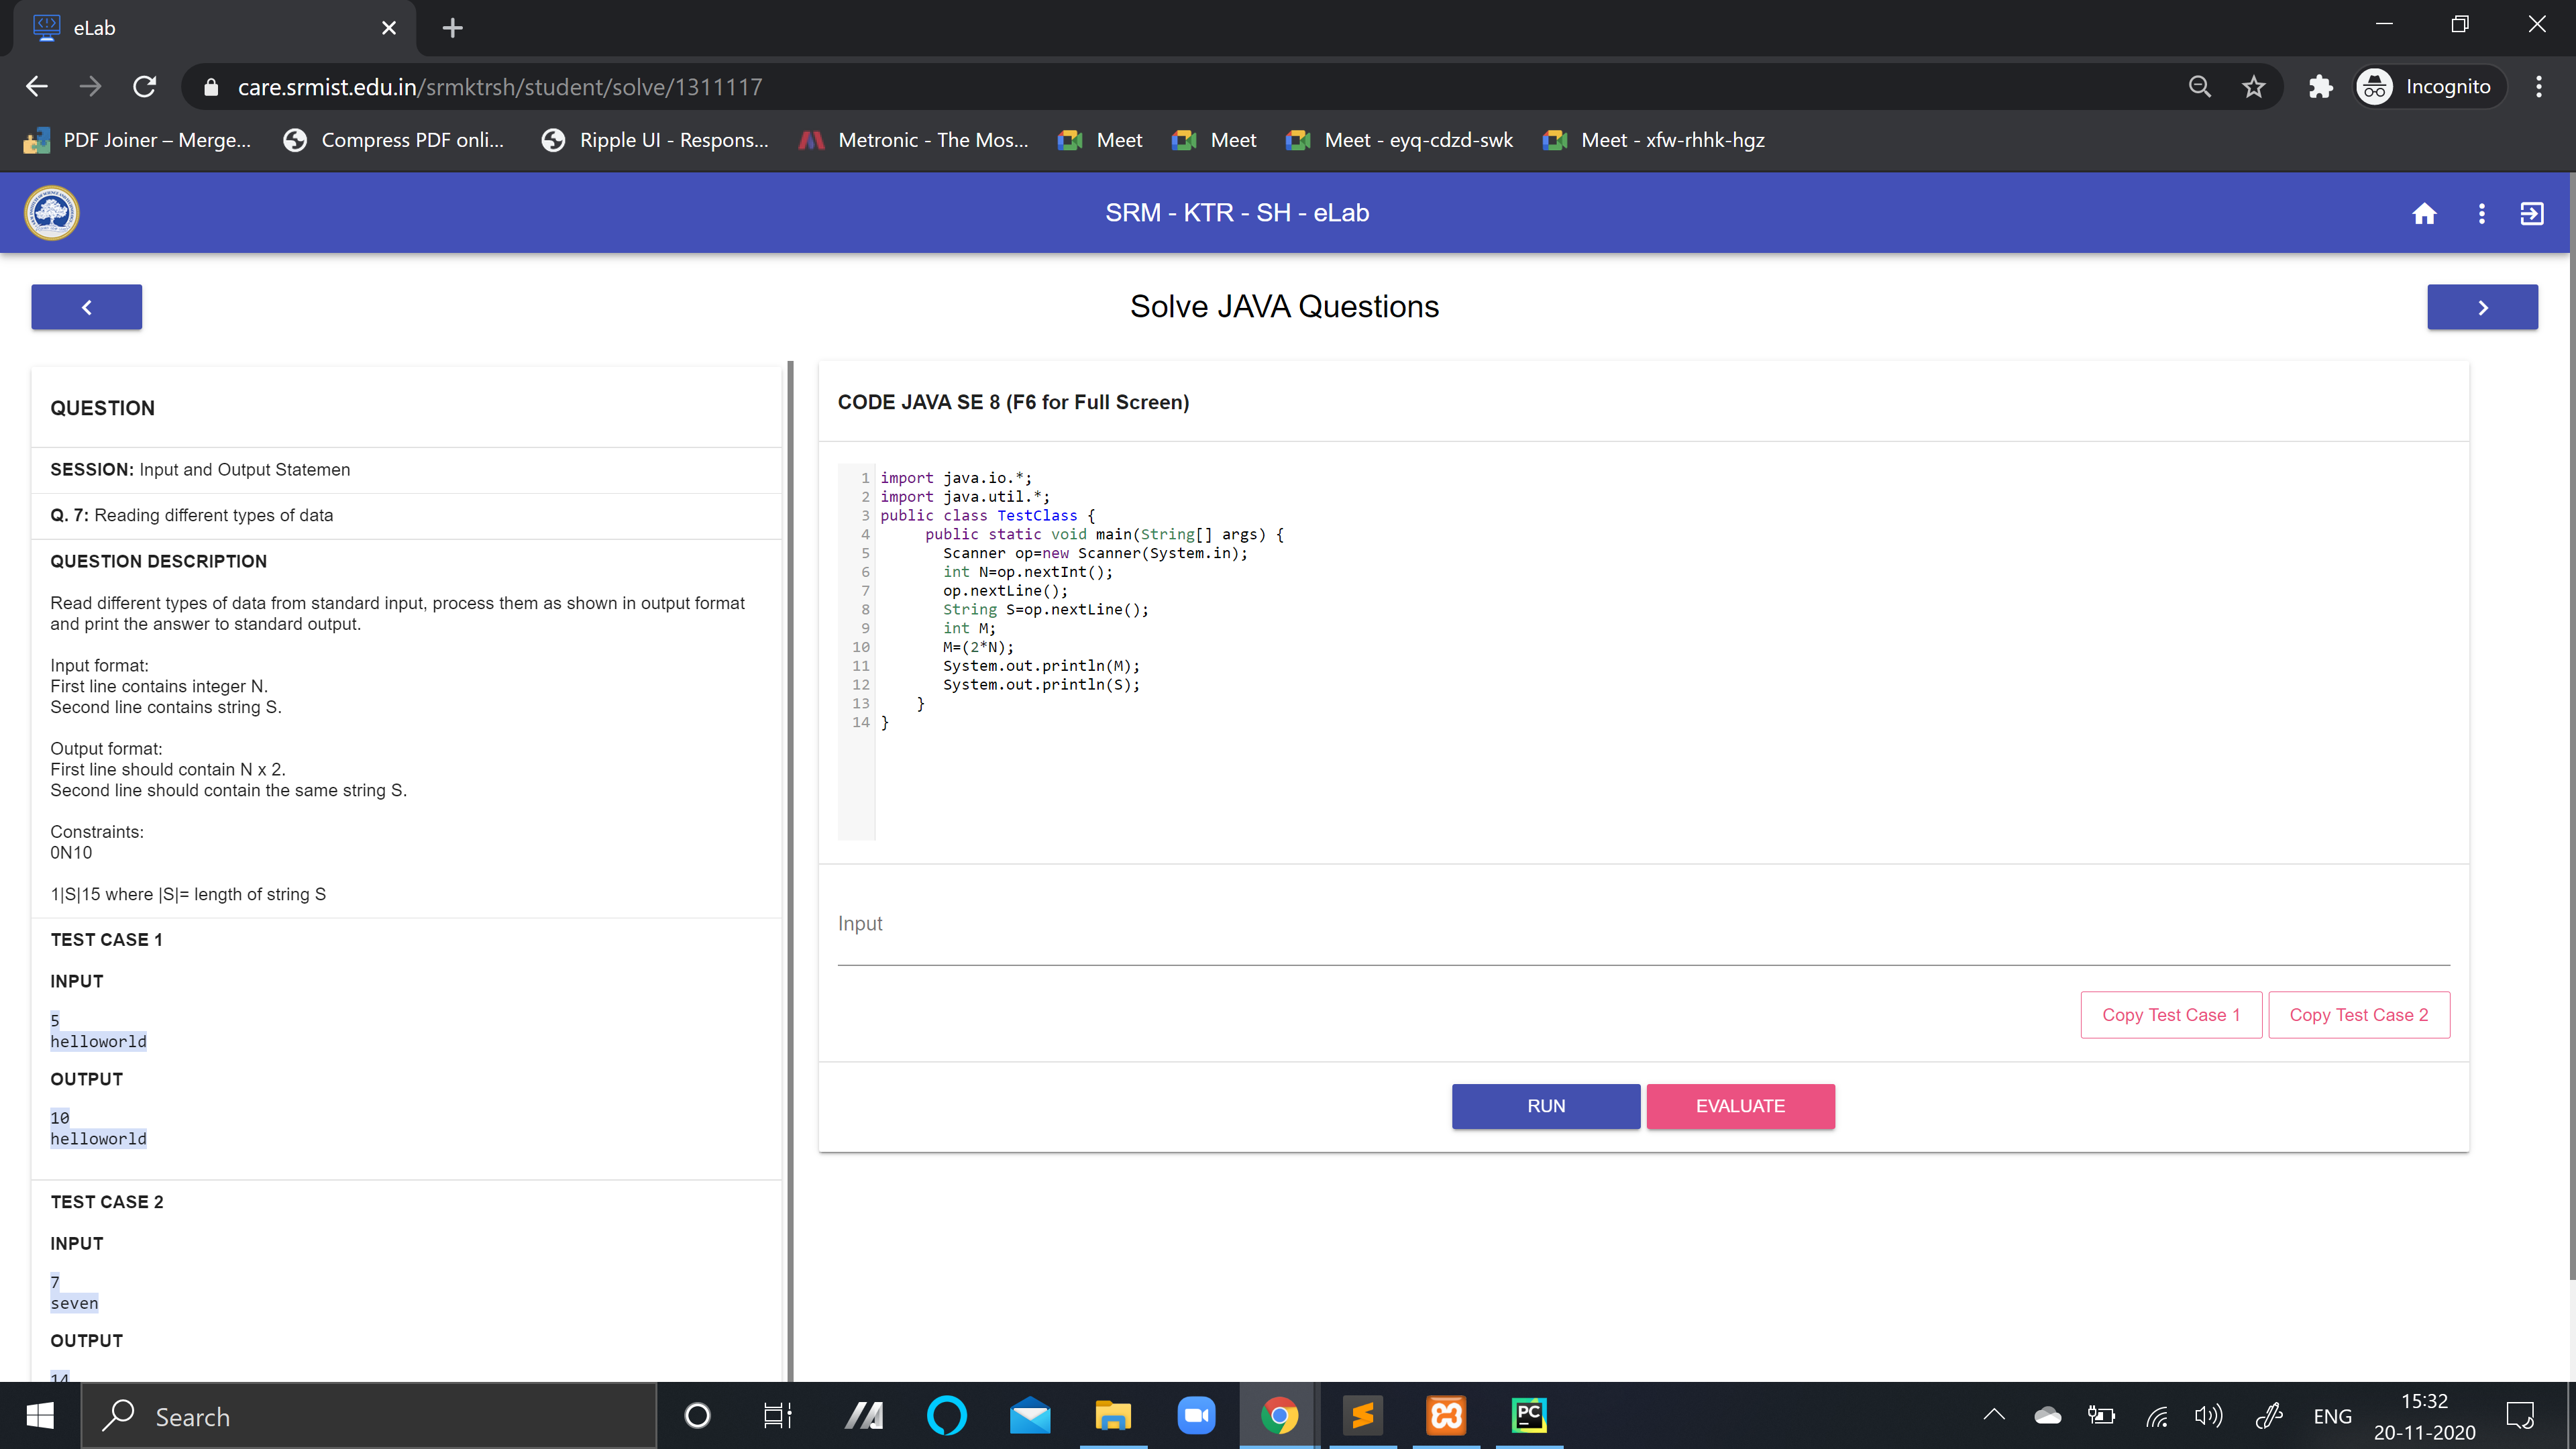 eLab
care.srmist.edu.in/srmktrsh/student/solve/1311117
Incognito
PDF Joiner – Merge...
Compress PDF onli...
Ripple UI - Respons...
Metronic - The Mos...
Meet
Meet
Meet - eyq-cdzd-swk
Meet - xfw-rhhk-hgz
SRM - KTR - SH - eLab
Solve JAVA Questions
QUESTION
SESSION: Input and Output Statemen
Q. 7: Reading different types of data
QUESTION DESCRIPTION
Read different types of data from standard input, process them as shown in output format
and print the answer to standard output.
Input format:
First line contains integer N.
Second line contains string S.
Output format:
First line should contain N x 2.
Second line should contain the same string S.
Constraints:
0N10
1|S|15 where |S|= length of string S
TEST CASE 1
INPUT
5
helloworld
OUTPUT
10
helloworld
TEST CASE 2
INPUT
7
seven
OUTPUT
14
CODE JAVA SE 8 (F6 for Full Screen)
1 import java.io.*;
2 import java.util.*;
3 public class TestClass {
4 public static void main(String[] args) {
5 Scanner op=new Scanner(System.in);
6 int N=op.nextInt();
7 op.nextLine();
8 String S=op.nextLine();
9 int M;
10 M=(2*N);
11 System.out.println(M);
12 System.out.println(S);
13 }
14 }
Input
Copy Test Case 1
Copy Test Case 2
RUN
EVALUATE
Search
PC
ENG
15:32
20-11-2020